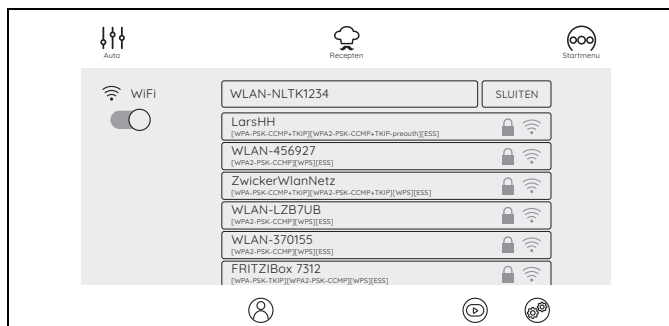 Auto
Recepten
Startmenu
WiFi
WLAN-NLTK1234
SLUITEN
LarsHH
[WPA-PSK-CCMP+TKIP][WPA2-PSK-CCMP+TKIP-preouth][ESS]
WLAN-456927
[WPA2-PSK-CCMP][WPS][ESS]
ZwickerWlanNetz
[WPA-PSK-CCMP+TKIP][WPA2-PSK-CCMP+TKIP][WPS][ESS]
WLAN-LZB7UB
[WPA2-PSK-CCMP][WPS][ESS]
WLAN-370155
[WPA2-PSK-CCMP][WPS][ESS]
FRITZIBox 7312
[WPA-PSK-TKIP][WPA2-PSK-CCMP][WPS][ESS]